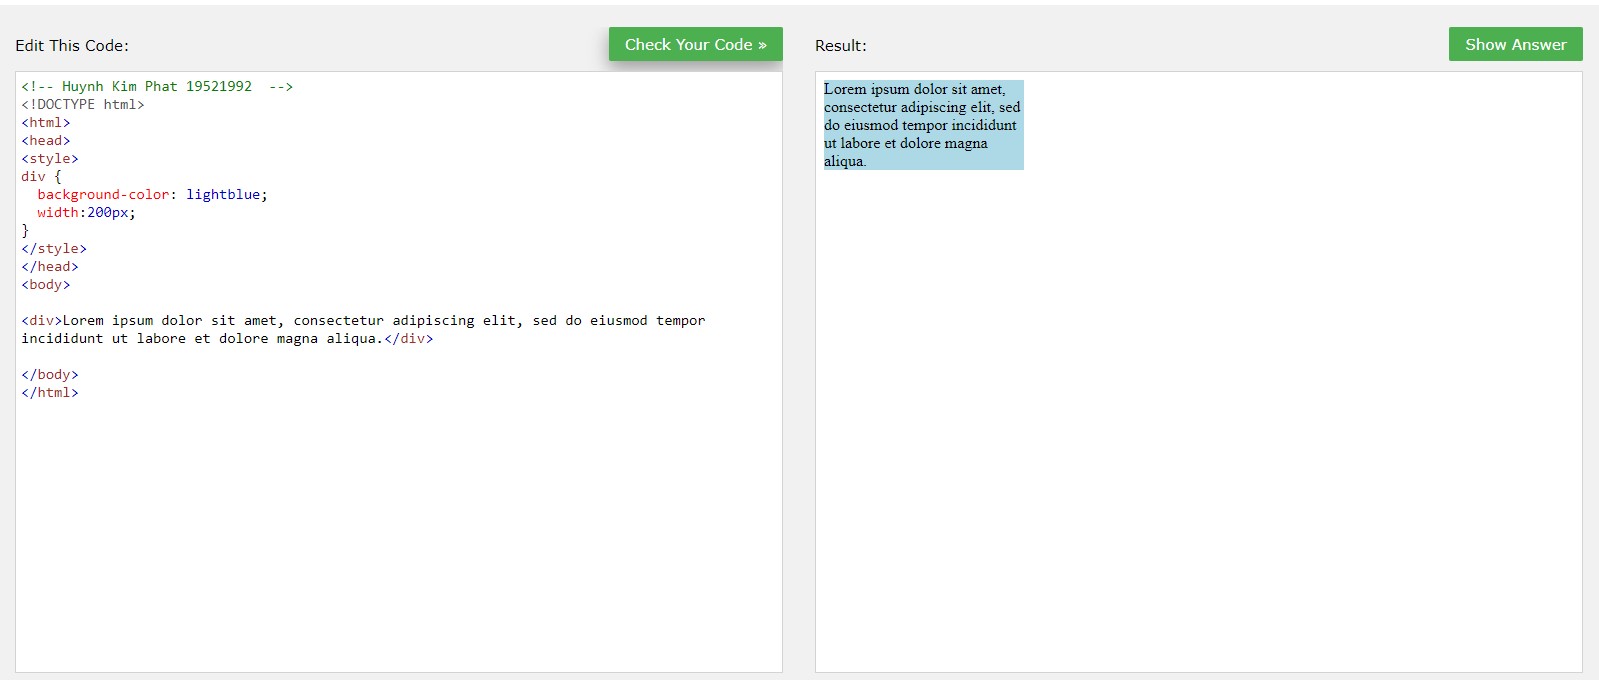 Edit This Code:
Check Your Code »
<!-- Huynh Kim Phat 19521992  -->
<!DOCTYPE html>
<html>
<head>
<style>
div {
  background-color: lightblue;
  width:200px;
}
</style>
</head>
<body>

<div>Lorem ipsum dolor sit amet, consectetur adipiscing elit, sed do eiusmod tempor
incididunt ut labore et dolore magna aliqua.</div>

</body>
</html>
Result:
Show Answer
Lorem ipsum dolor sit amet,
consectetur adipiscing elit, sed
do eiusmod tempor incididunt
ut labore et dolore magna
aliqua.